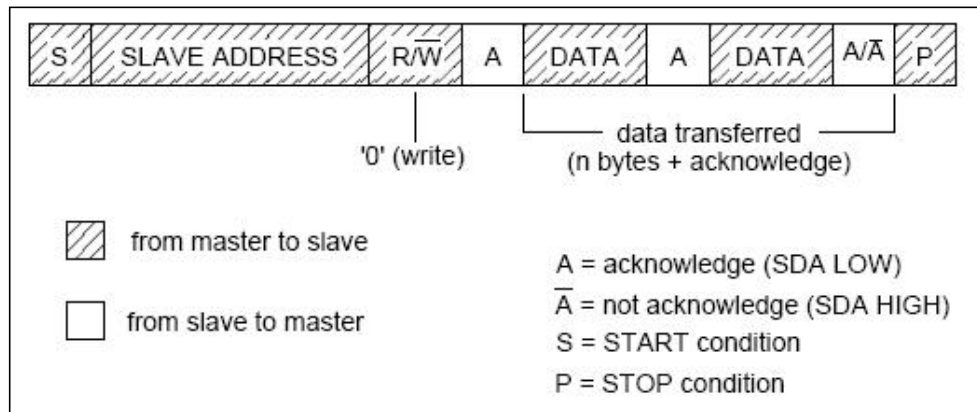 S SLAVE ADDRESS R/W̅ A DATA A DATA A/A̅ P
'0' (write)
data transferred
(n bytes + acknowledge)
from master to slave
from slave to master
A = acknowledge (SDA LOW)
A̅ = not acknowledge (SDA HIGH)
S = START condition
P = STOP condition